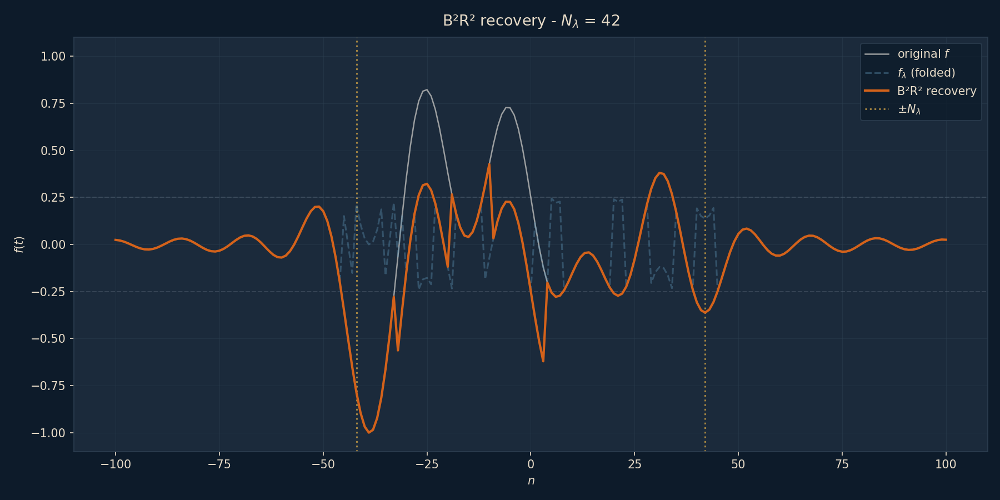 B²R² recovery - Nλ = 42
original f
fλ (folded)
B²R² recovery
±Nλ
f(t)
1.00
0.75
0.50
0.25
0.00
−0.25
−0.50
−0.75
−1.00
−100
−75
−50
−25
0
25
50
75
100
n